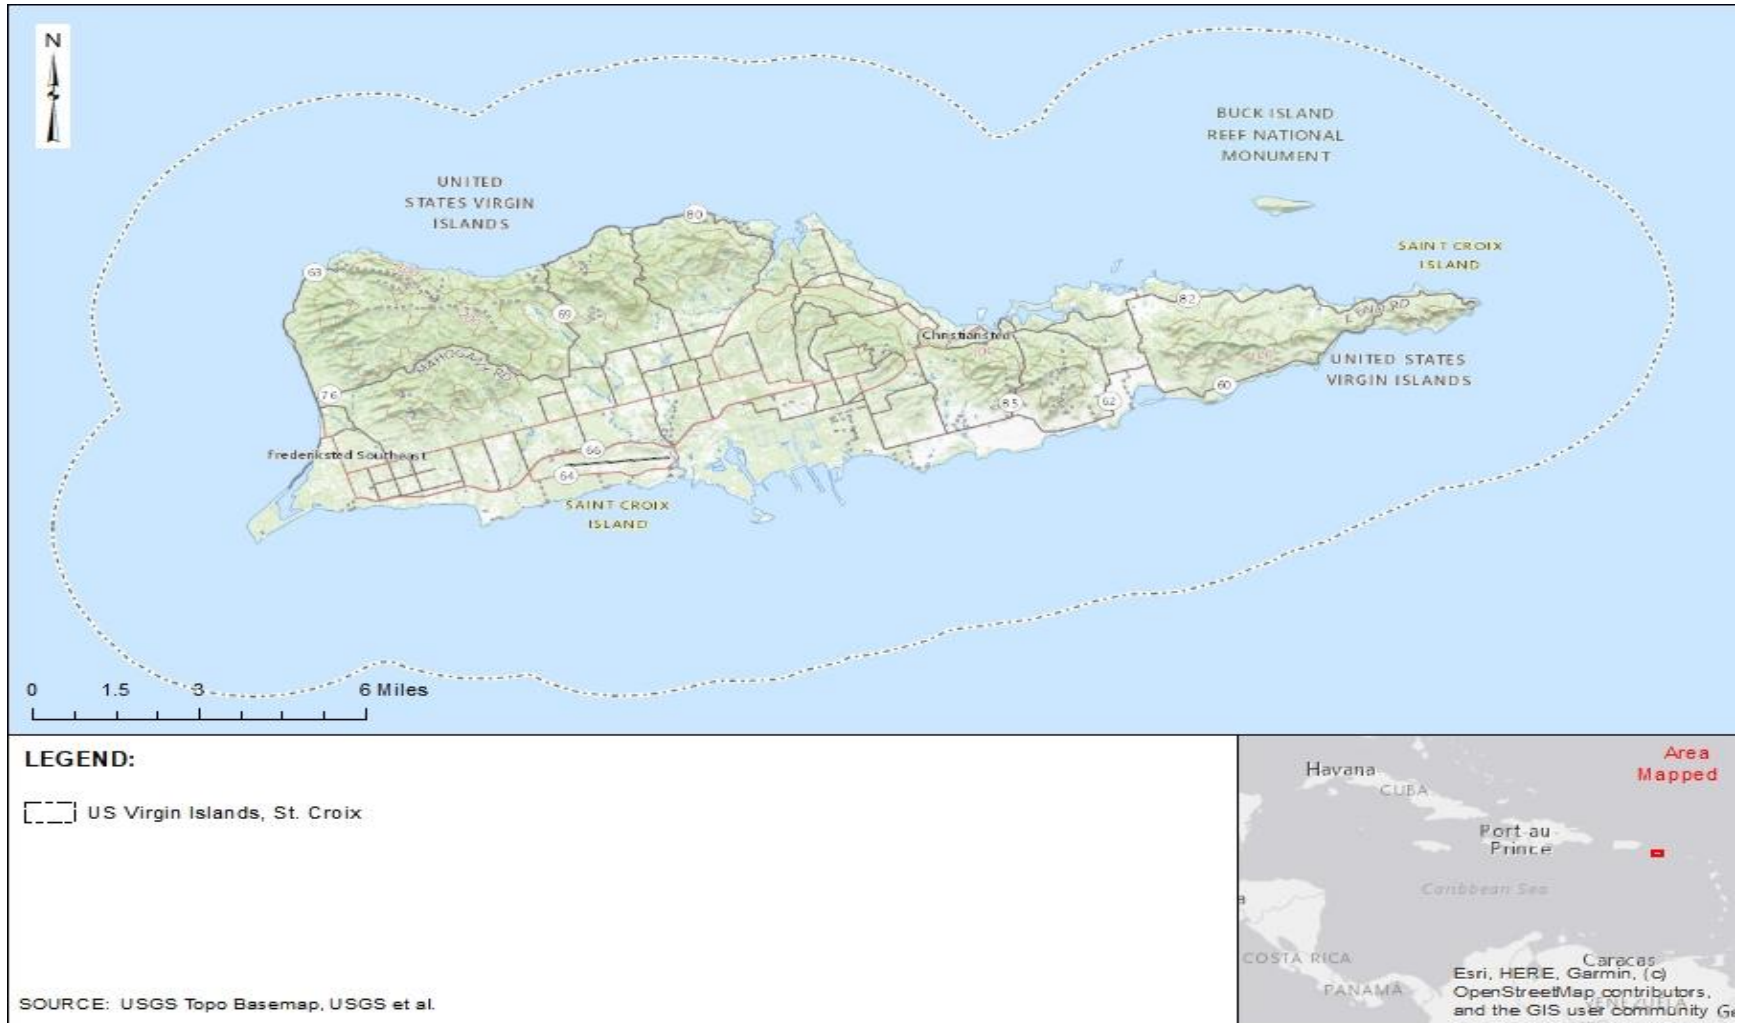 N
BUCK ISLAND
REEF NATIONAL
MONUMENT
UNITED
STATES VIRGIN
ISLANDS
80
SAINT CROIX
ISLAND
63
69
82
E END RD
Christiansted
MAHOGANY RD
UNITED STATES
VIRGIN ISLANDS
60
76
85
62
Frederiksted Southeast
66
64
SAINT CROIX
ISLAND
0 1.5 3 6 Miles
LEGEND:
US Virgin Islands, St. Croix
SOURCE: USGS Topo Basemap, USGS et al.
Area
Mapped
Havana
CUBA
Port-au-
Prince
Caribbean Sea
COSTA RICA
Caracas
PANAMA
VENEZUELA
Esri, HERE, Garmin, (c)
OpenStreetMap contributors,
and the GIS user community